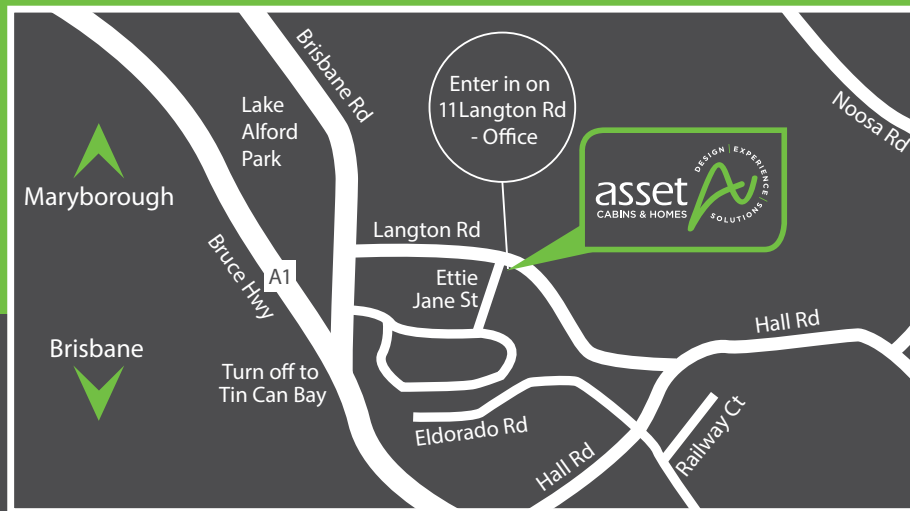 Brisbane Rd
Lake
Alford
Park
Enter in on
11Langton Rd
- Office
Noosa Rd
asset
CABINS & HOMES
DESIGN | EXPERIENCE |
SOLUTIONS
Maryborough
Langton Rd
Bruce Hwy
A1
Ettie
Jane St
Hall Rd
Brisbane
Turn off to
Tin Can Bay
Eldorado Rd
Hall Rd
Railway Ct